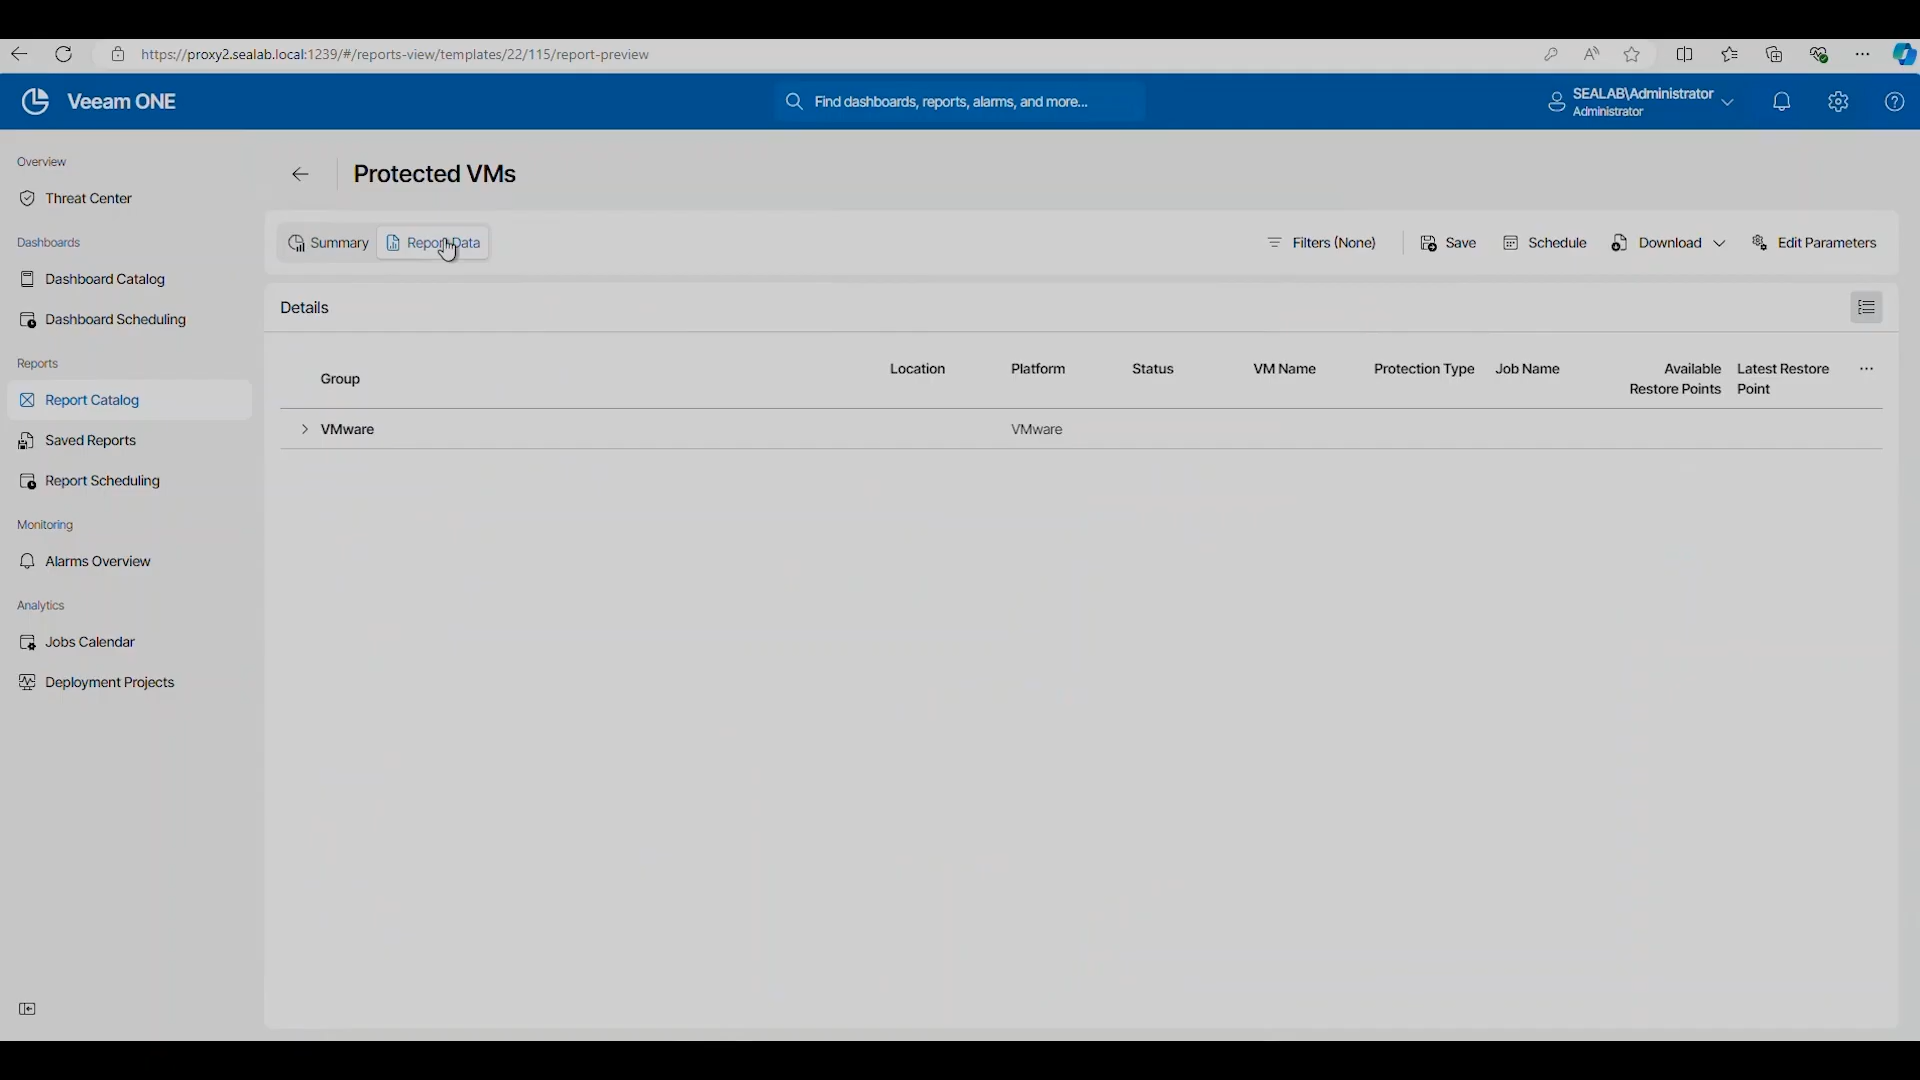 https://proxy2.sealab.local:1239/#/reports-view/templates/22/115/report-preview
Veeam ONE
Find dashboards, reports, alarms, and more...
SEALAB\Administrator
Administrator
Overview
Threat Center
Dashboards
Dashboard Catalog
Dashboard Scheduling
Reports
Report Catalog
Saved Reports
Report Scheduling
Monitoring
Alarms Overview
Analytics
Jobs Calendar
Deployment Projects
Protected VMs
Summary
Report Data
Filters (None)
Save
Schedule
Download
Edit Parameters
Details
Group
Location
Platform
Status
VM Name
Protection Type
Job Name
Available
Restore Points
Latest Restore
Point
VMware
VMware